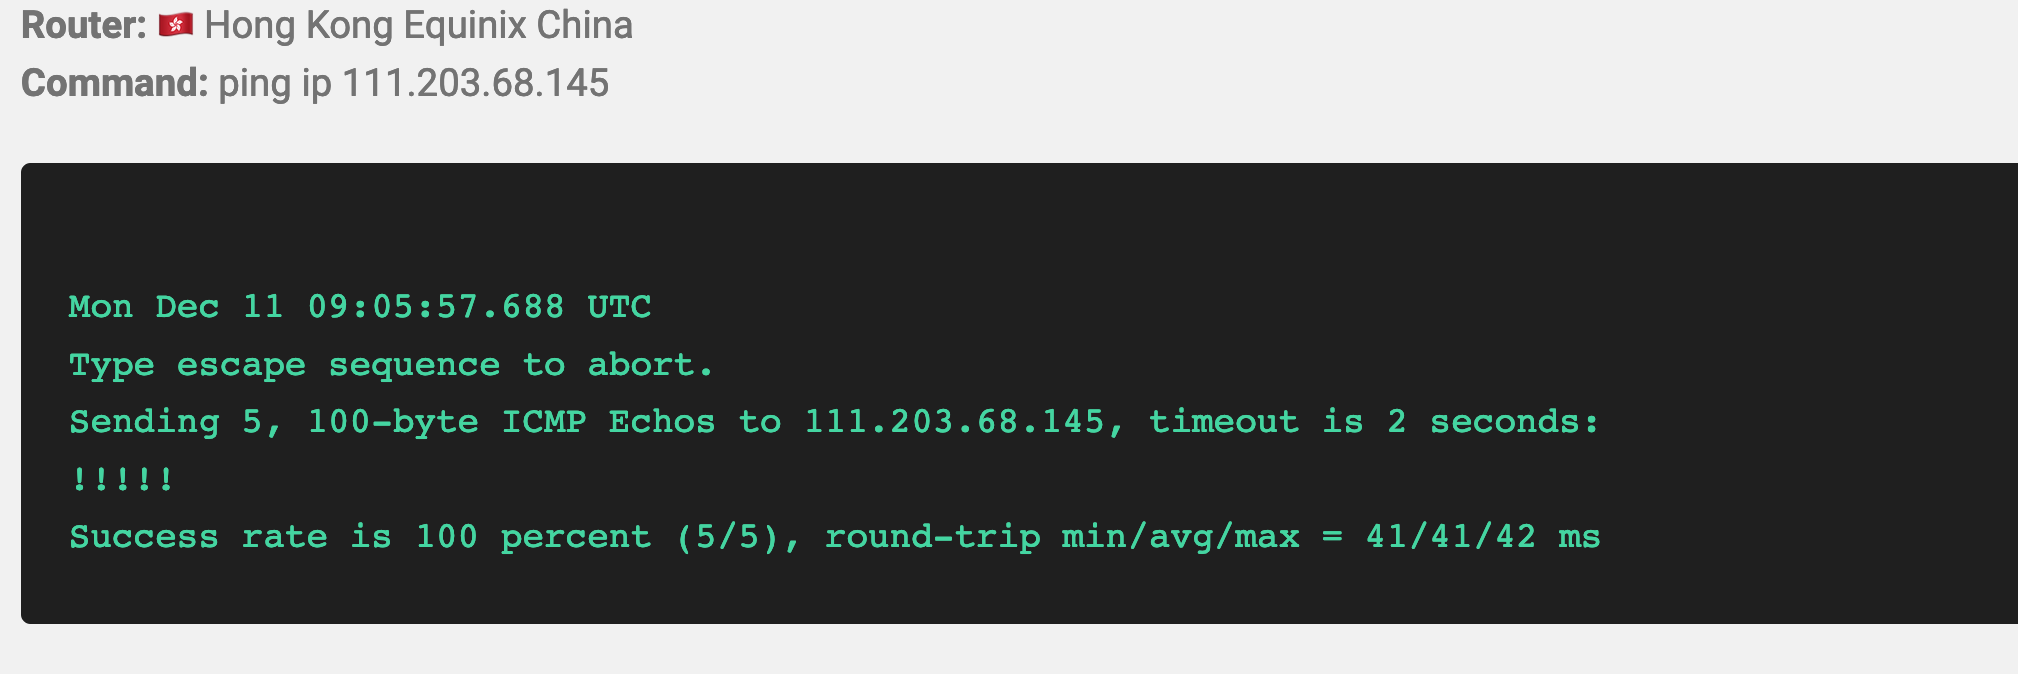 Router: 🇭🇰 Hong Kong Equinix China
Command: ping ip 111.203.68.145
Mon Dec 11 09:05:57.688 UTC
Type escape sequence to abort.
Sending 5, 100-byte ICMP Echos to 111.203.68.145, timeout is 2 seconds:
!!!!!
Success rate is 100 percent (5/5), round-trip min/avg/max = 41/41/42 ms